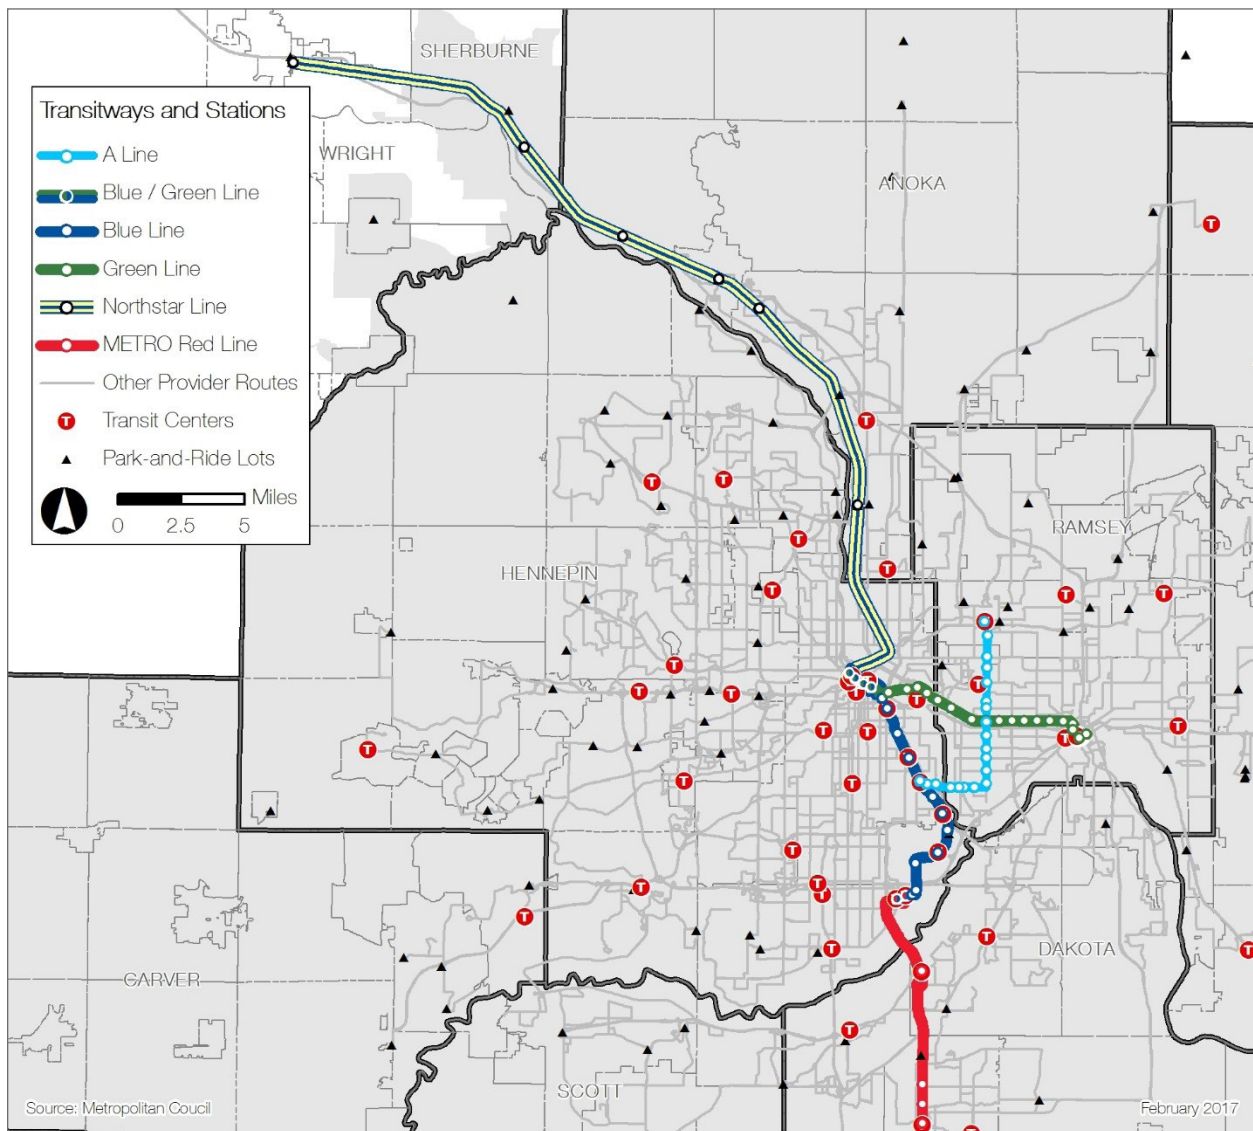 SHERBURNE
Transitways and Stations
A Line
WRIGHT
Blue / Green Line
ANOKA
Blue Line
Green Line
Northstar Line
METRO Red Line
Other Provider Routes
T Transit Centers
Park-and-Ride Lots
Miles
0 2.5 5
RAMSEY
HENNEPIN
DAKOTA
CARVER
SCOTT
Source: Metropolitan Coucil
February 2017